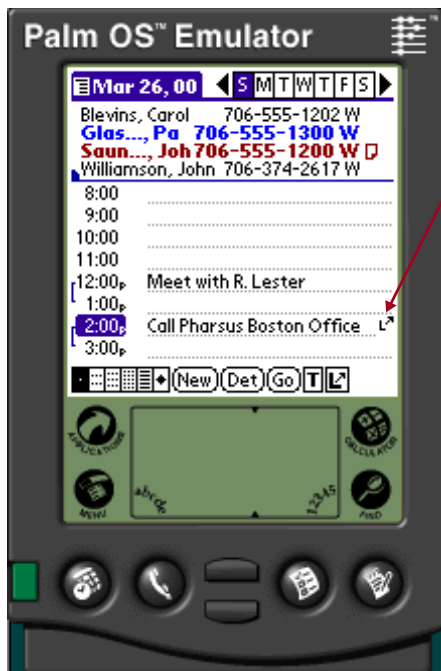 Palm OS™ Emulator
Mar 26, 00 S M T W T F S
Blevins, Carol 706-555-1202 W
Glas..., Pa 706-555-1300 W
Saun..., Joh 706-555-1200 W
Williamson, John 706-374-2617 W
8:00
9:00
10:00
11:00
12:00P Meet with R. Lester
1:00P
2:00P Call Pharsus Boston Office
3:00P
New Det Go T L
APPLICATIONS CALCULATOR
MENU abcde 12345 FIND